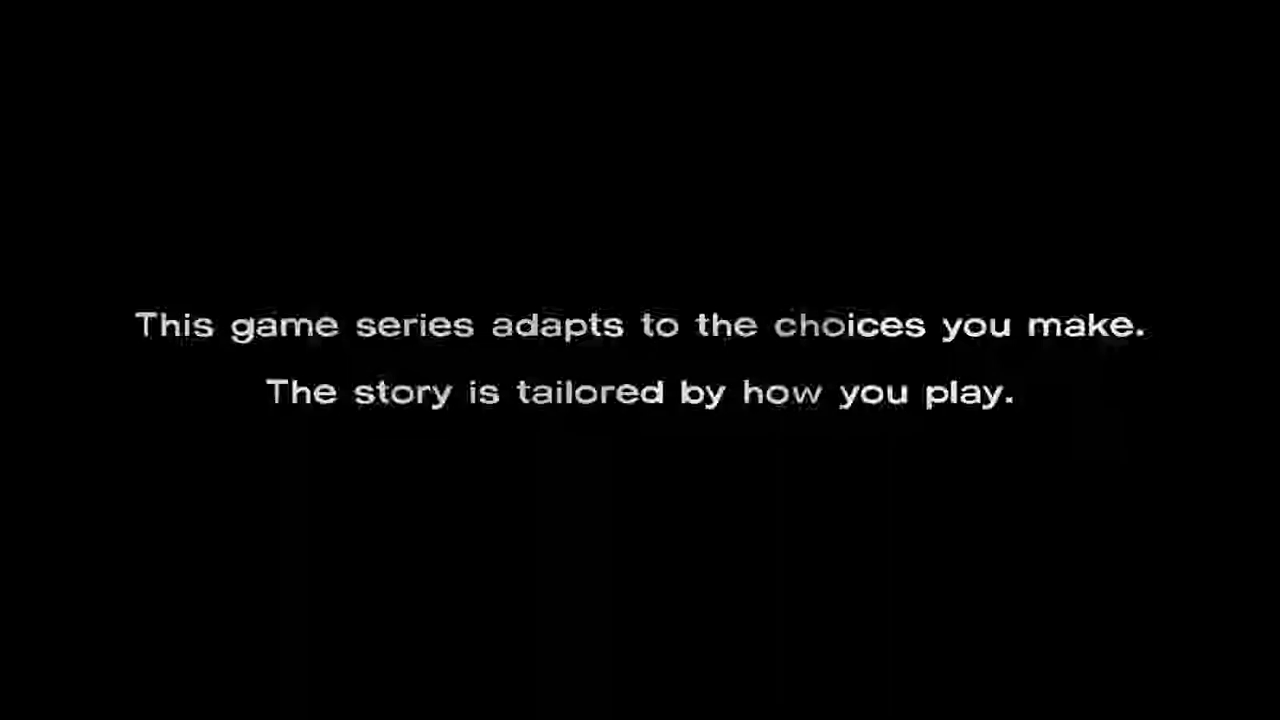 This game series adapts to the choices you make.
The story is tailored by how you play.